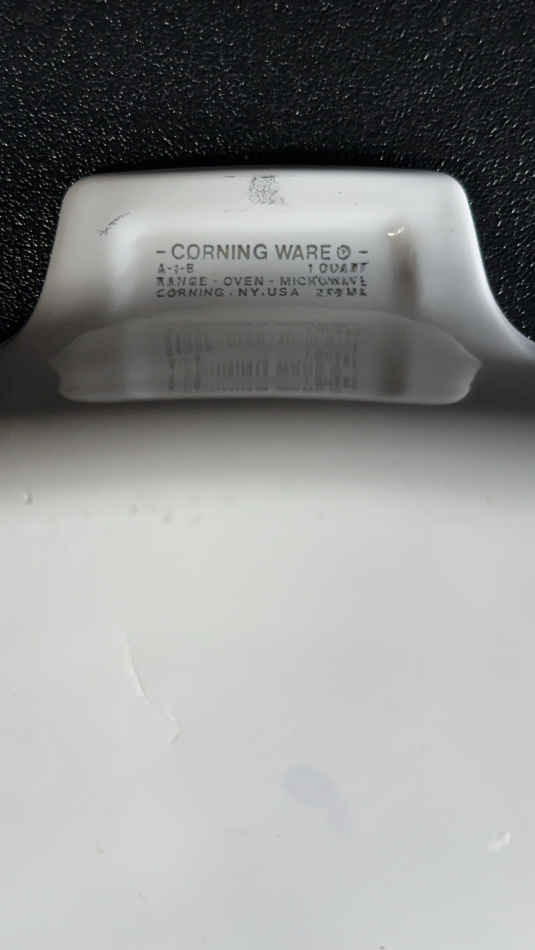 - CORNING WARE ® -
A-1-B 1 QUART
RANGE - OVEN - MICROWAVE
CORNING, NY, USA